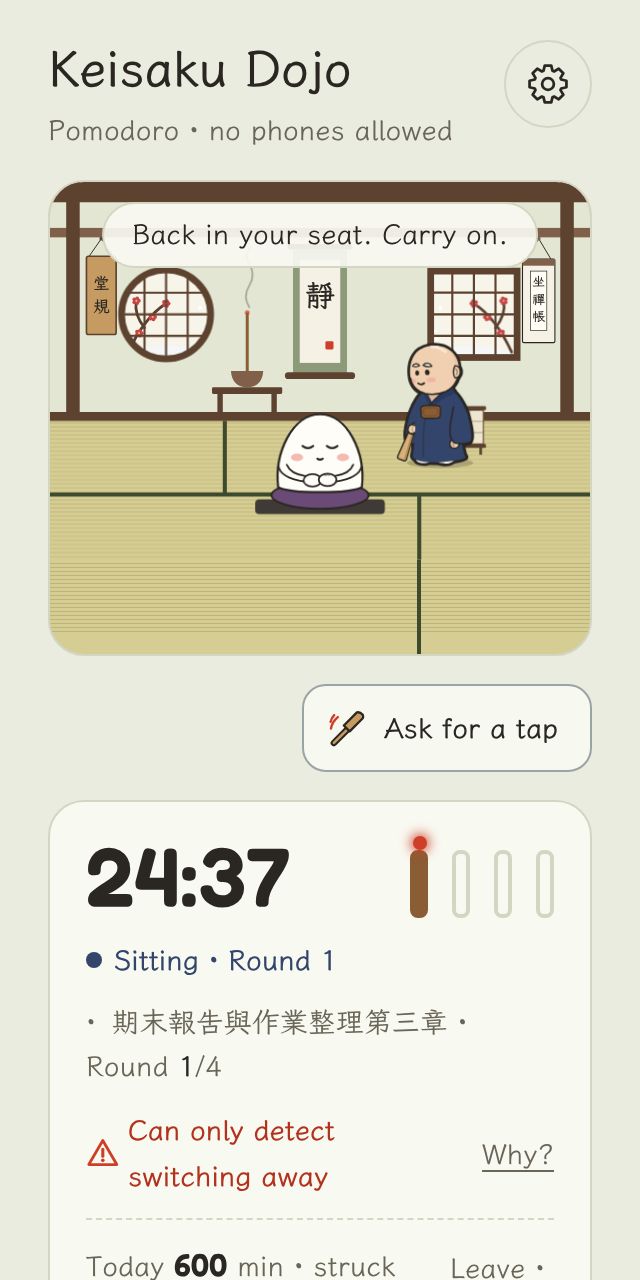 Keisaku Dojo
Pomodoro • no phones allowed
Back in your seat. Carry on.
堂規
靜
坐禪帳
Ask for a tap
24:37
Sitting • Round 1
• 期末報告與作業整理第三章 •
Round 1/4
Can only detect
switching away
Why?
Today 600 min • struck
Leave •